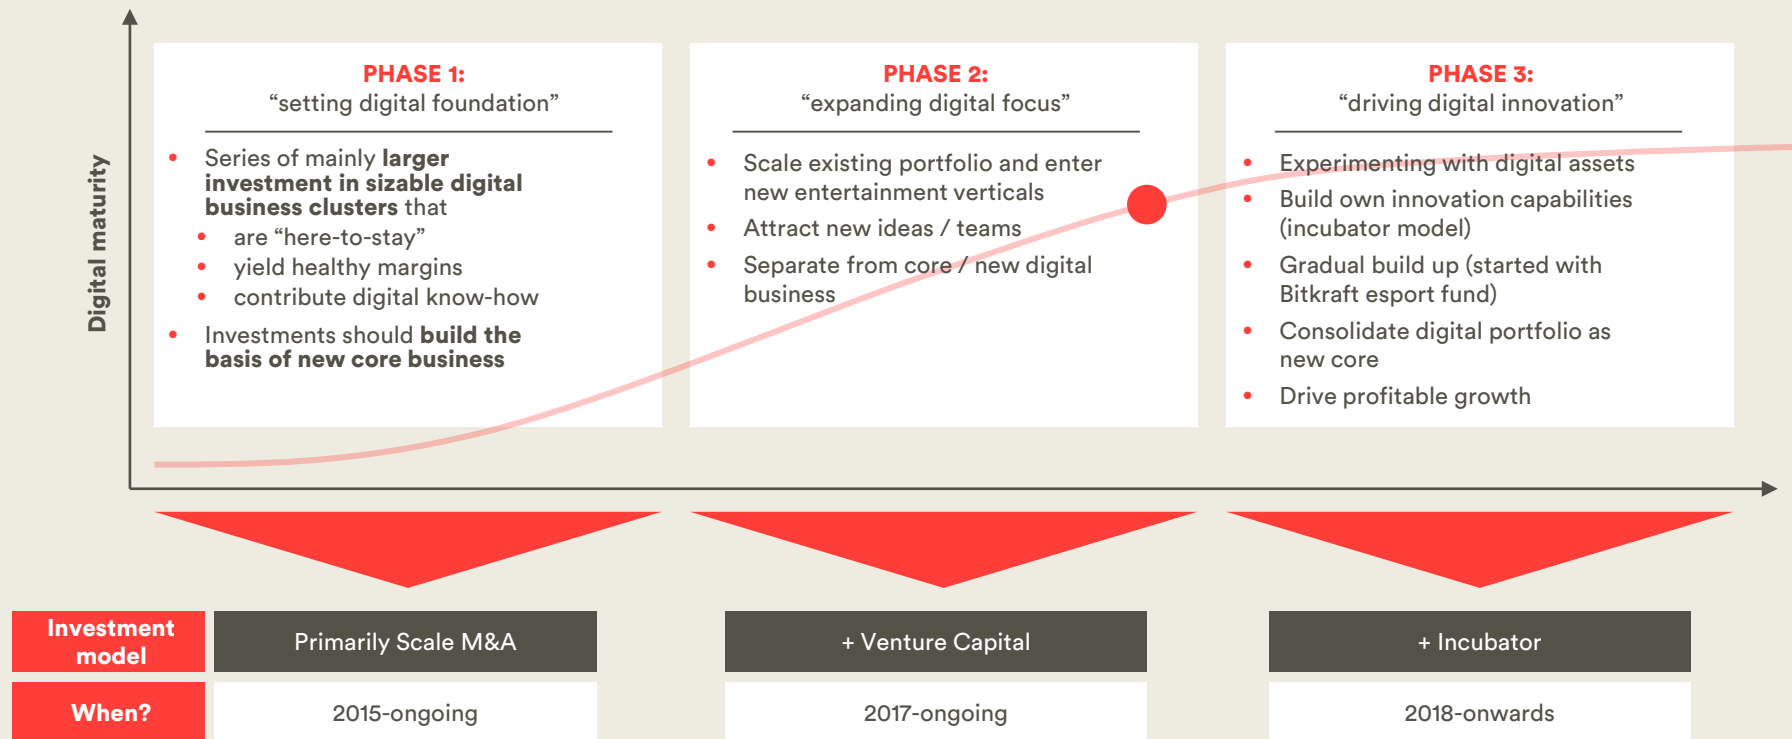 Digital maturity
PHASE 1:
“setting digital foundation”
• Series of mainly larger
investment in sizable digital
business clusters that
• are “here-to-stay”
• yield healthy margins
• contribute digital know-how
• Investments should build the
basis of new core business
PHASE 2:
“expanding digital focus”
• Scale existing portfolio and enter
new entertainment verticals
• Attract new ideas / teams
• Separate from core / new digital
business
PHASE 3:
“driving digital innovation”
• Experimenting with digital assets
• Build own innovation capabilities
(incubator model)
• Gradual build up (started with
Bitkraft esport fund)
• Consolidate digital portfolio as
new core
• Drive profitable growth
Investment
model
Primarily Scale M&A
+ Venture Capital
+ Incubator
When?
2015-ongoing
2017-ongoing
2018-onwards